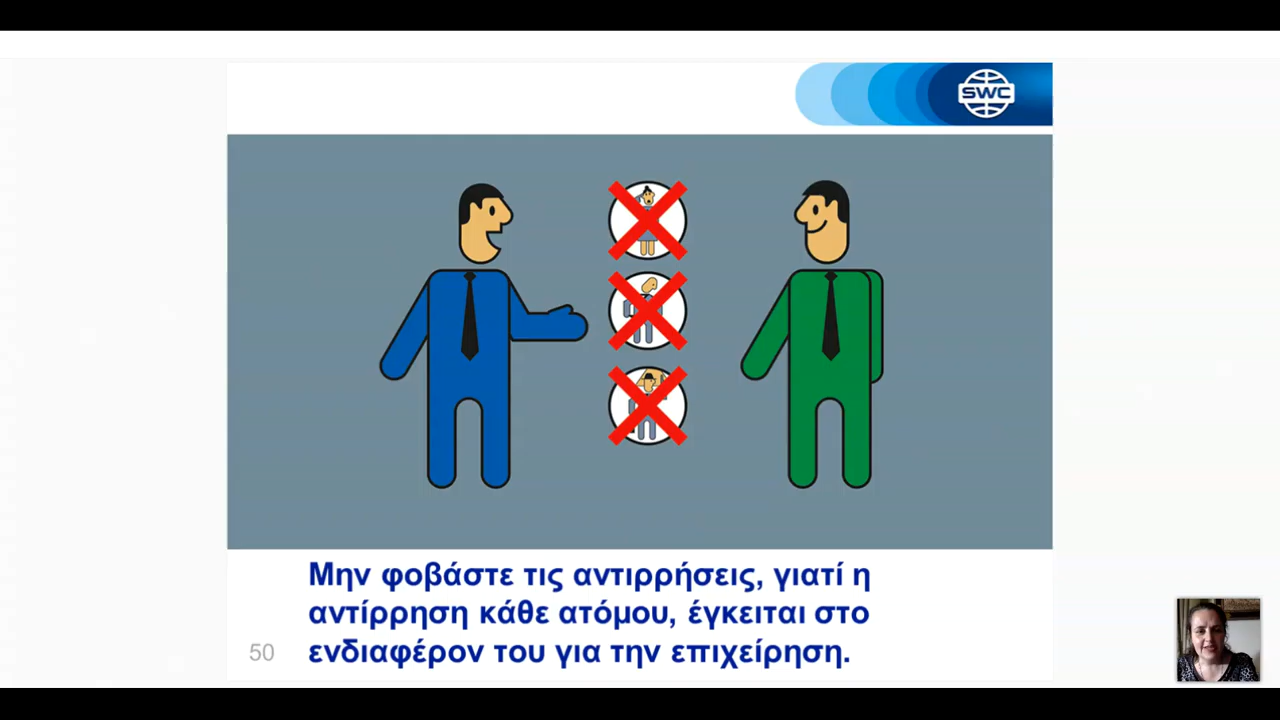 SWC
Μην φοβάστε τις αντιρρήσεις, γιατί η
αντίρρηση κάθε ατόμου, έγκειται στο
ενδιαφέρον του για την επιχείρηση.
50